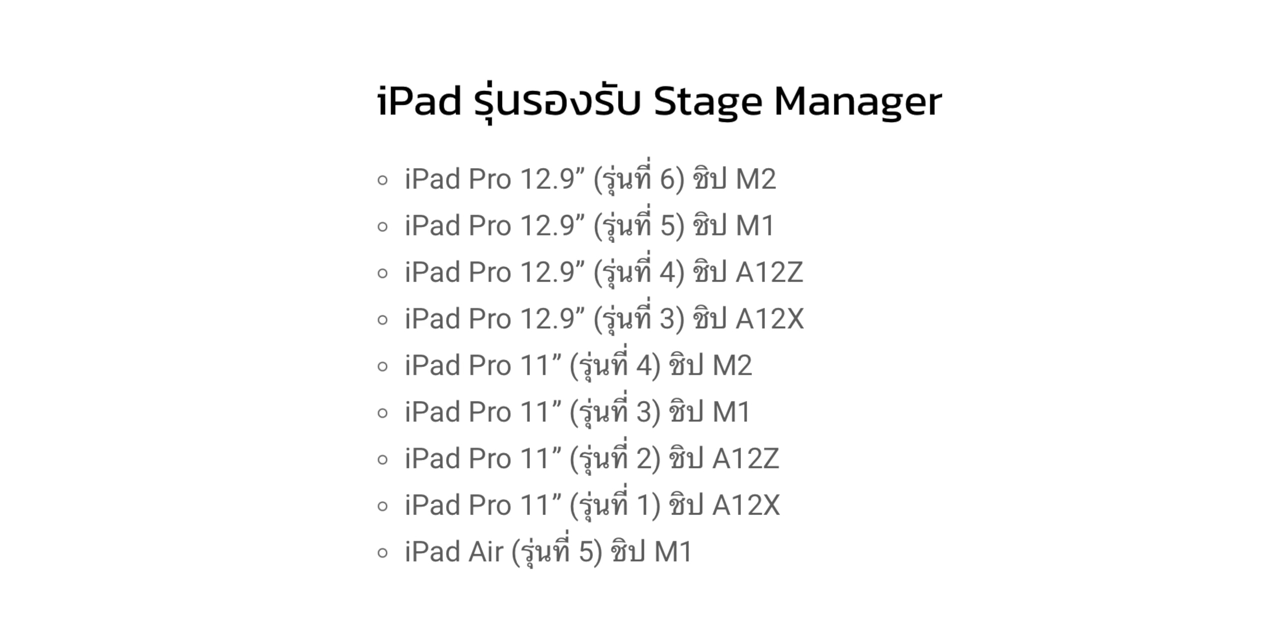 iPad รุ่นรองรับ Stage Manager
iPad Pro 12.9” (รุ่นที่ 6) ชิป M2
iPad Pro 12.9” (รุ่นที่ 5) ชิป M1
iPad Pro 12.9” (รุ่นที่ 4) ชิป A12Z
iPad Pro 12.9” (รุ่นที่ 3) ชิป A12X
iPad Pro 11” (รุ่นที่ 4) ชิป M2
iPad Pro 11” (รุ่นที่ 3) ชิป M1
iPad Pro 11” (รุ่นที่ 2) ชิป A12Z
iPad Pro 11” (รุ่นที่ 1) ชิป A12X
iPad Air (รุ่นที่ 5) ชิป M1